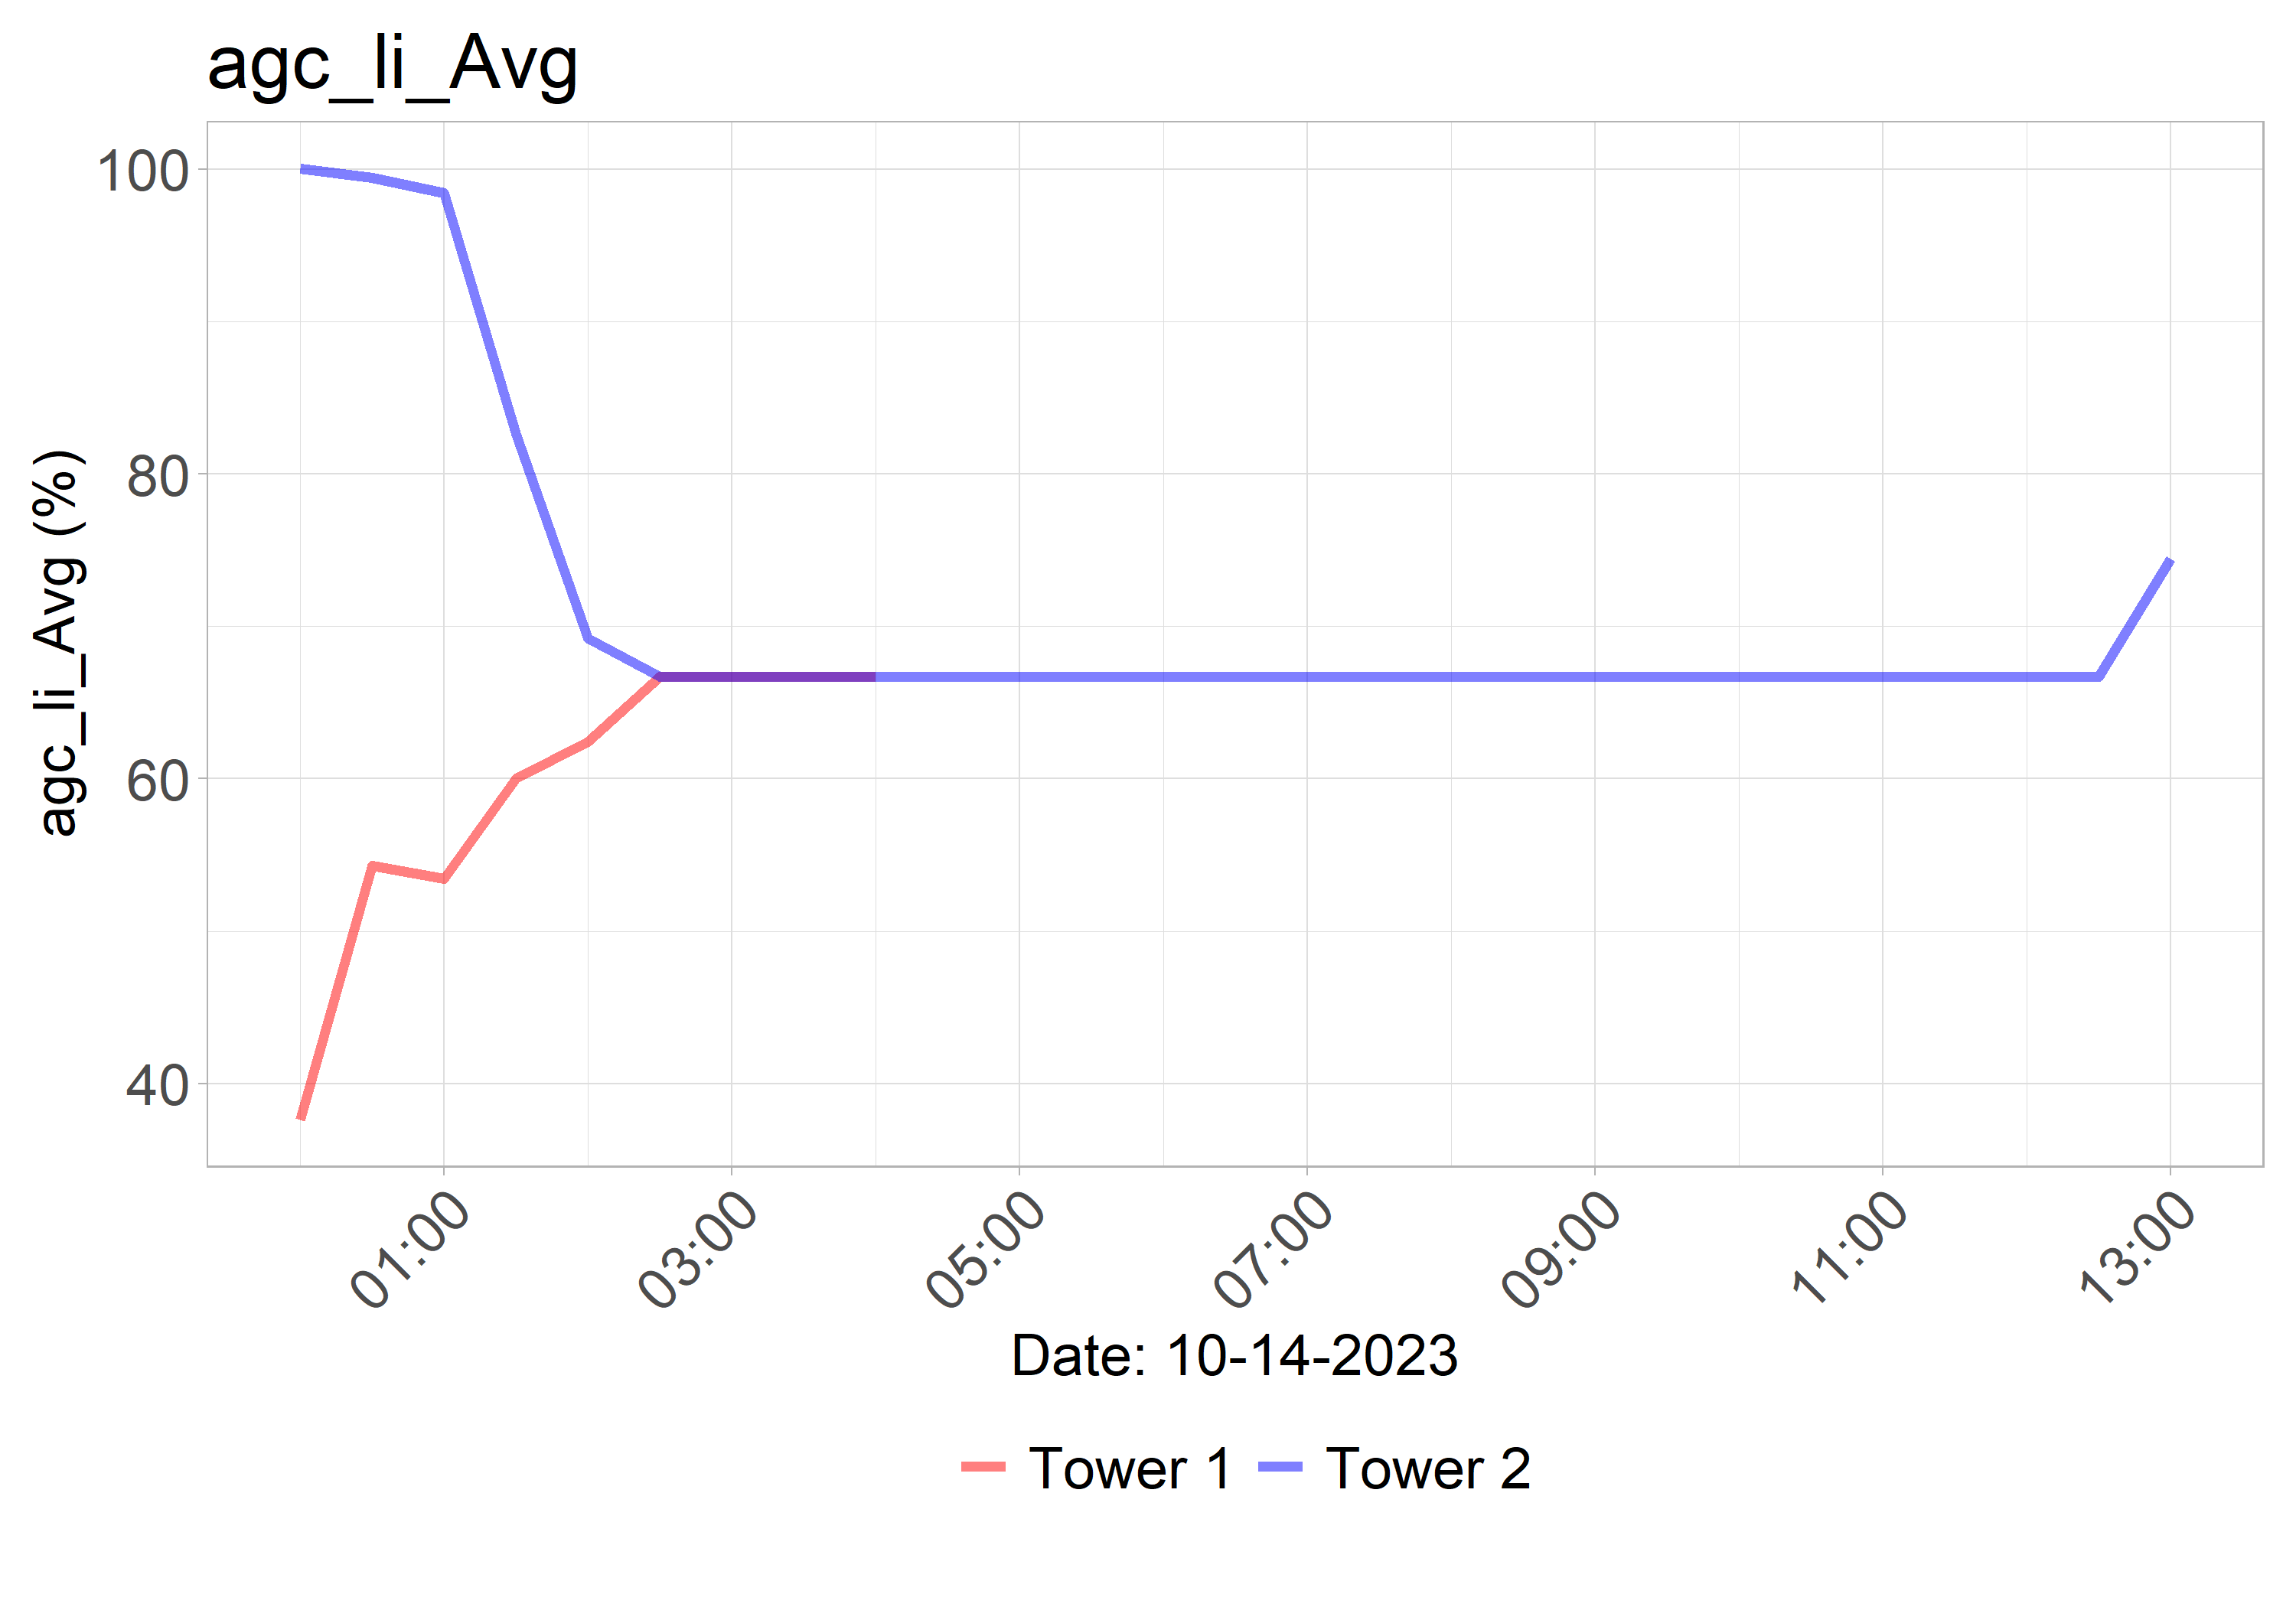 agc_li_Avg
agc_li_Avg (%)
100
80
60
40
01:00 03:00 05:00 07:00 09:00 11:00 13:00
Date: 10-14-2023
Tower 1 Tower 2